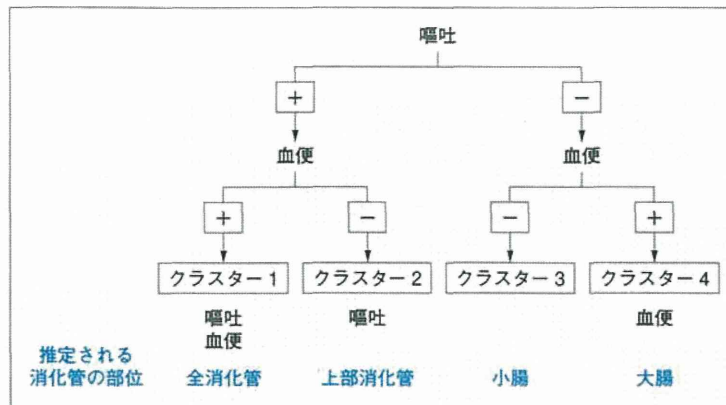 嘔吐
＋ －
血便 血便
＋ － － ＋
クラスター1 クラスター2 クラスター3 クラスター4
嘔吐 嘔吐 血便
血便
推定される
消化管の部位 全消化管 上部消化管 小腸 大腸